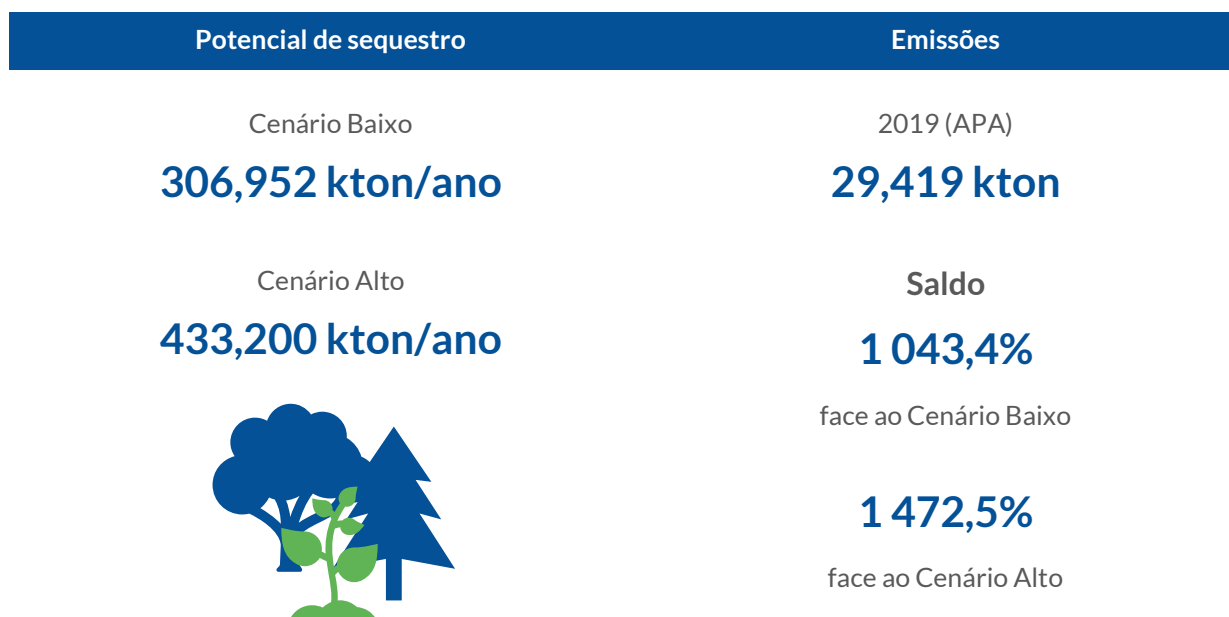 Potencial de sequestro
Cenário Baixo
306,952 kton/ano
Cenário Alto
433,200 kton/ano
Emissões
2019 (APA)
29,419 kton
Saldo
1 043,4%
face ao Cenário Baixo
1 472,5%
face ao Cenário Alto